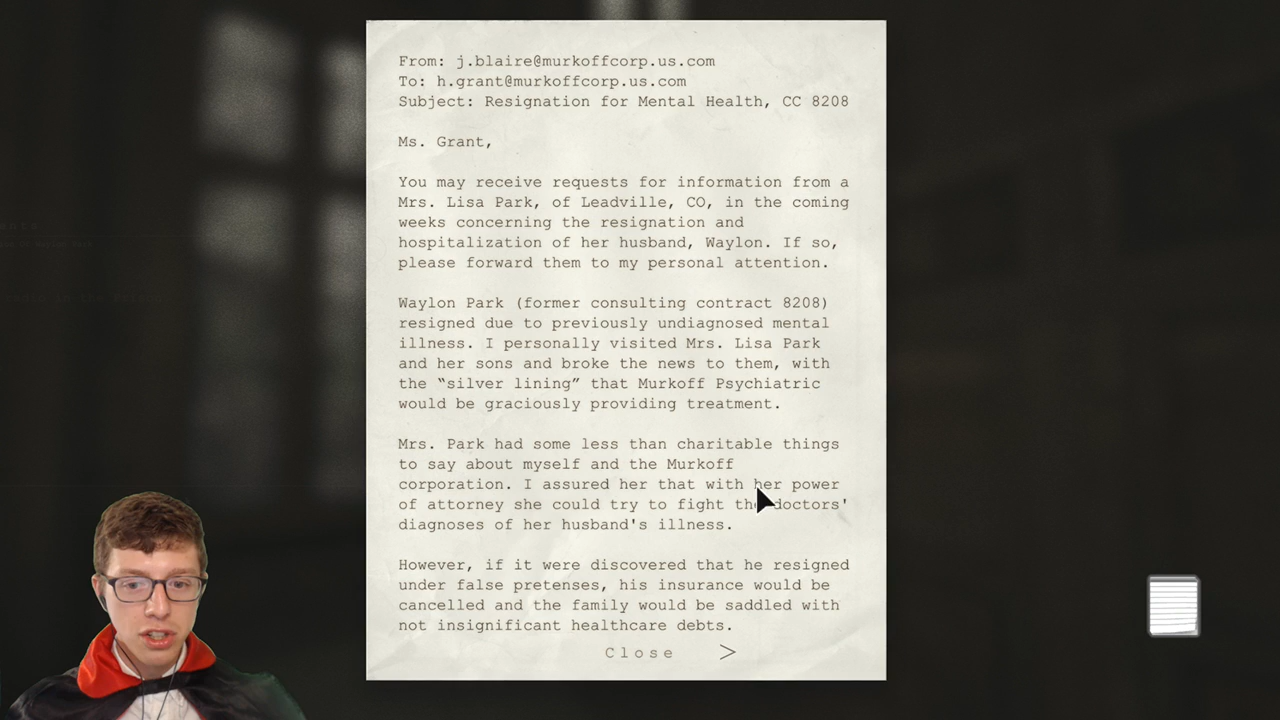 From: j.blaire@murkoffcorp.us.com
To: h.grant@murkoffcorp.us.com
Subject: Resignation for Mental Health, CC 8208
Ms. Grant,
You may receive requests for information from a
Mrs. Lisa Park, of Leadville, CO, in the coming
weeks concerning the resignation and
hospitalization of her husband, Waylon. If so,
please forward them to my personal attention.
Waylon Park (former consulting contract 8208)
resigned due to previously undiagnosed mental
illness. I personally visited Mrs. Lisa Park
and her sons and broke the news to them, with
the “silver lining” that Murkoff Psychiatric
would be graciously providing treatment.
Mrs. Park had some less than charitable things
to say about myself and the Murkoff
corporation. I assured her that with her power
of attorney she could try to fight the doctors'
diagnoses of her husband's illness.
However, if it were discovered that he resigned
under false pretenses, his insurance would be
cancelled and the family would be saddled with
not insignificant healthcare debts.
Close >